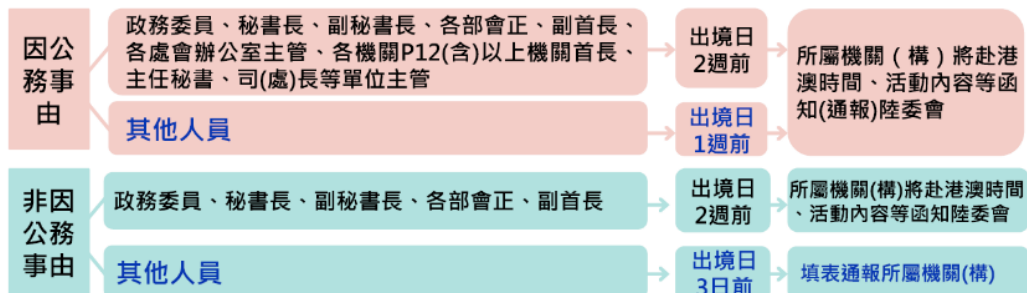 因公
務事
由
政務委員、秘書長、副秘書長、各部會正、副首長、
各處會辦公室主管、各機關P12(含)以上機關首長、
主任秘書、司(處)長等單位主管
出境日
2週前
所屬機關（構）將赴港
澳時間、活動內容等函
知(通報)陸委會
其他人員
出境日
1週前
非因
公務
事由
政務委員、秘書長、副秘書長、各部會正、副首長
出境日
2週前
所屬機關(構)將赴港澳時間
、活動內容等函知陸委會
其他人員
出境日
3日前
填表通報所屬機關(構)